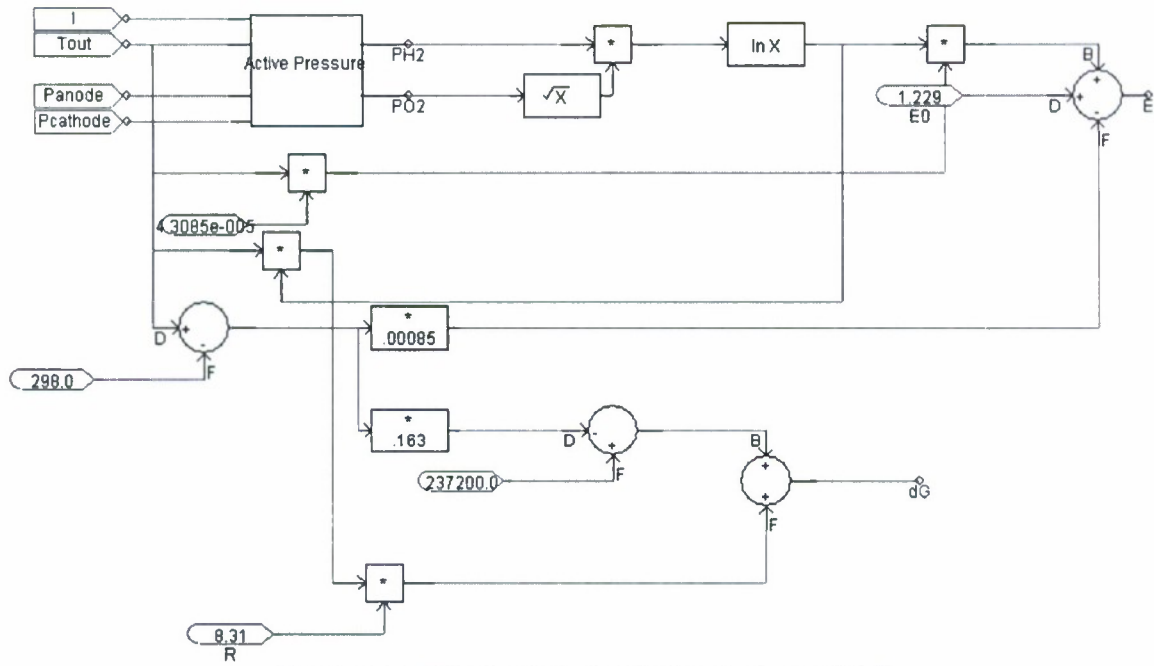 I
Tout
Panode
Pcathode
Active Pressure
PH2
PO2
*
√X
ln X
*
1.229
E0
B
+
D
+
-
E
F
*
4.3085e-005
*
D
+
-
F
298.0
*
.00085
*
.163
D
-
+
F
237200.0
B
+
+
F
dG
*
8.31
R